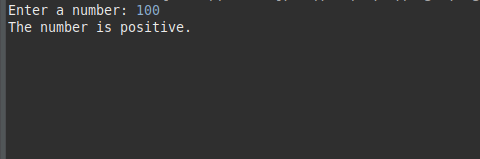 Enter a number: 100
The number is positive.